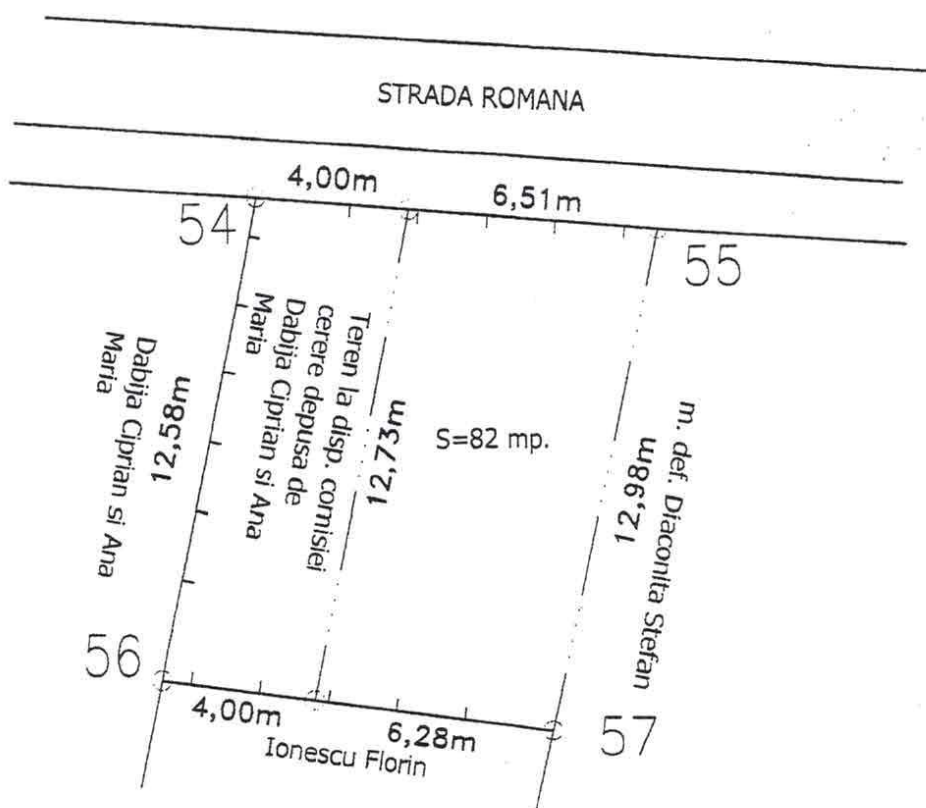 STRADA ROMANA
4,00m
6,51m
54
55
Dabija Ciprian si Ana
Maria
12,58m
Teren la disp. comisiei
cerere depusa de
Dabija Ciprian si Ana
Maria
12,73m
S=82 mp.
12,98m
m. def. Diaconita Stefan
56
4,00m
6,28m
57
Ionescu Florin